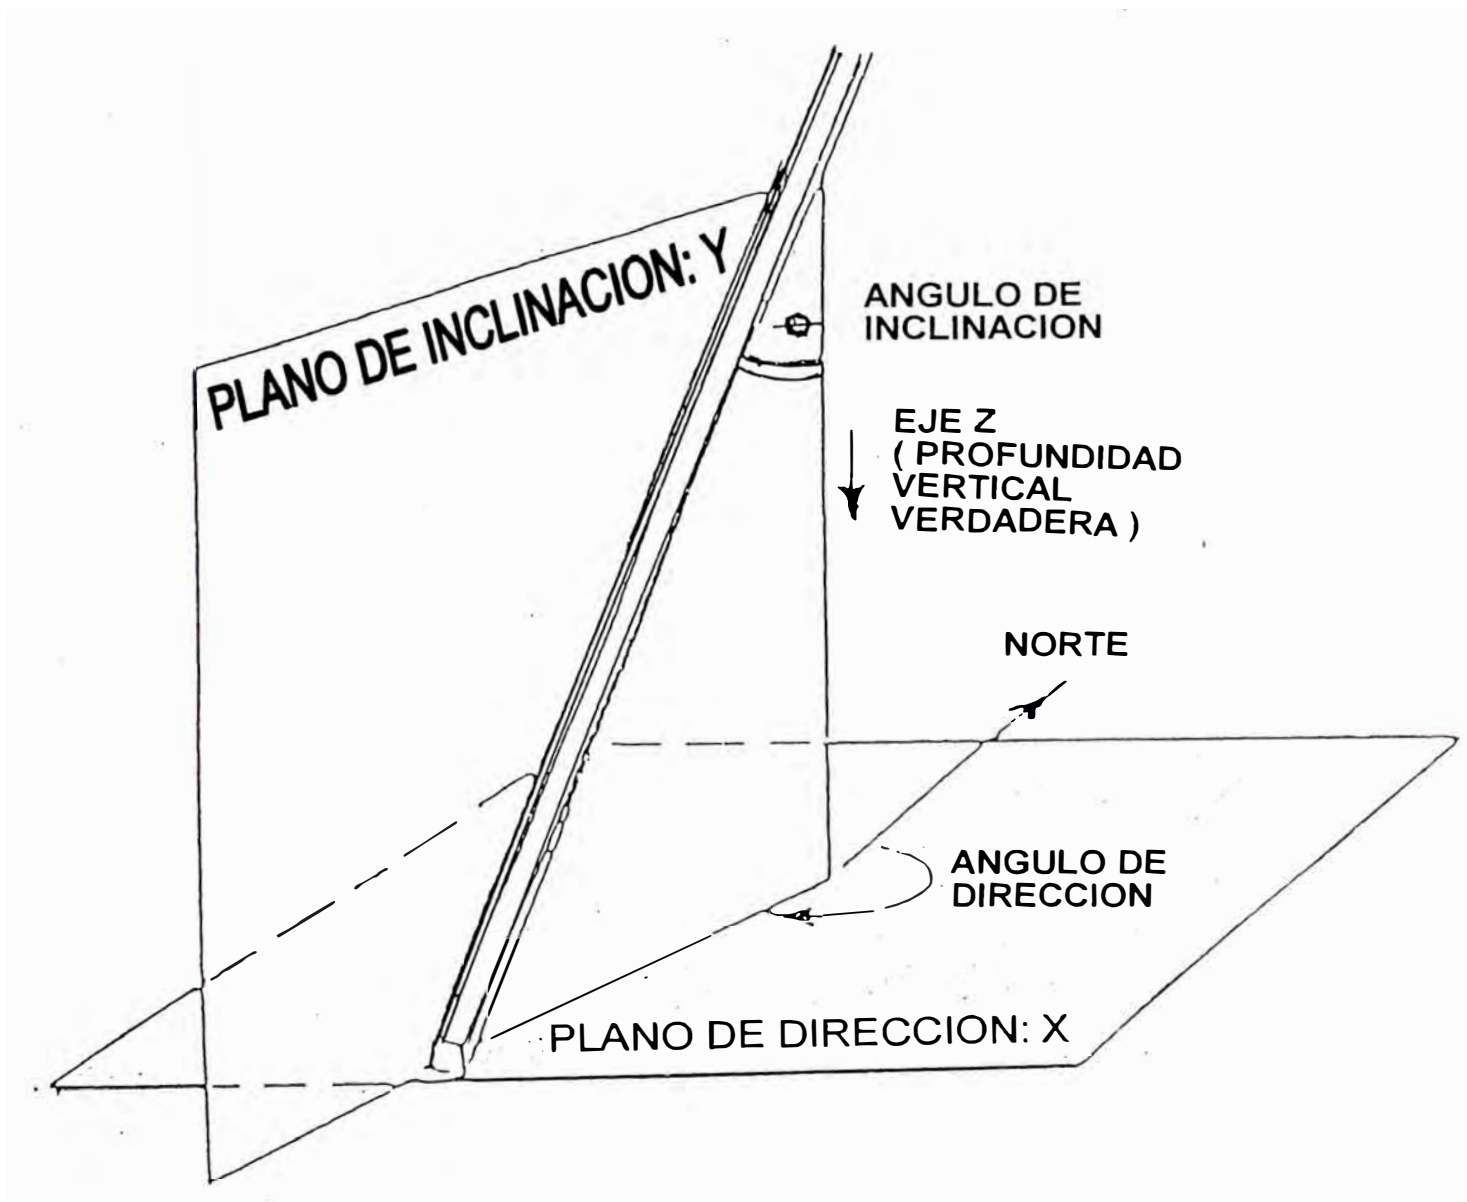 PLANO DE INCLINACION: Y
ANGULO DE
INCLINACION
EJE Z
( PROFUNDIDAD
VERTICAL
VERDADERA )
NORTE
ANGULO DE
DIRECCION
PLANO DE DIRECCION: X